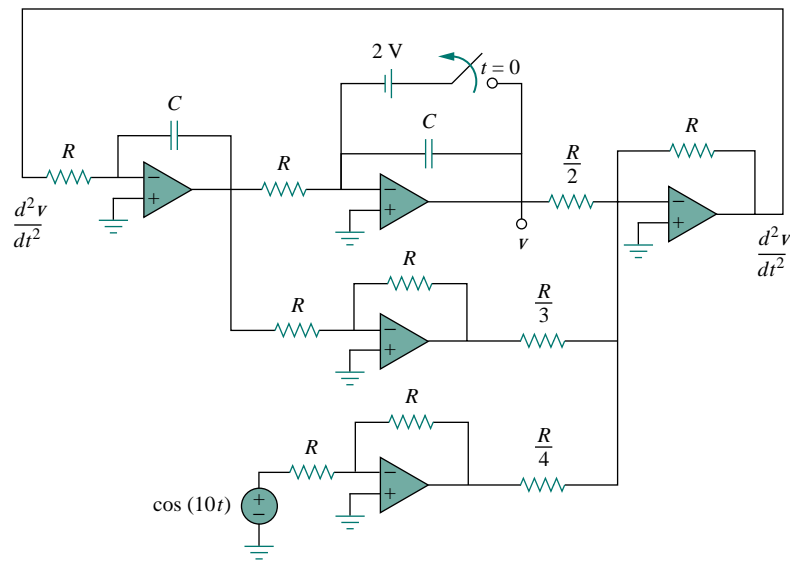 2 V
t = 0
C
C
R
R
R
R/2
R
− +
− +
− +
d²v/dt²
v
d²v/dt²
R
R
R/3
− +
R
R
R/4
cos (10t)
+ −
− +